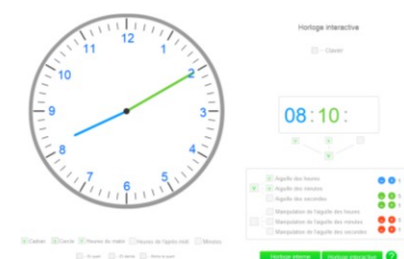 Horloge interactive
Clavier
12
11
1
10
2
9
3
8
4
7
5
6
08:10:
Aiguille des heures
Aiguille des minutes
Aiguille des secondes
Manipulation de l'aiguille des heures
Manipulation de l'aiguille des minutes
Manipulation de l'aiguille des secondes
Cadran Cercle Heures du matin Heures de l'après-midi Minutes
Horloge interne Horloge interactive ?